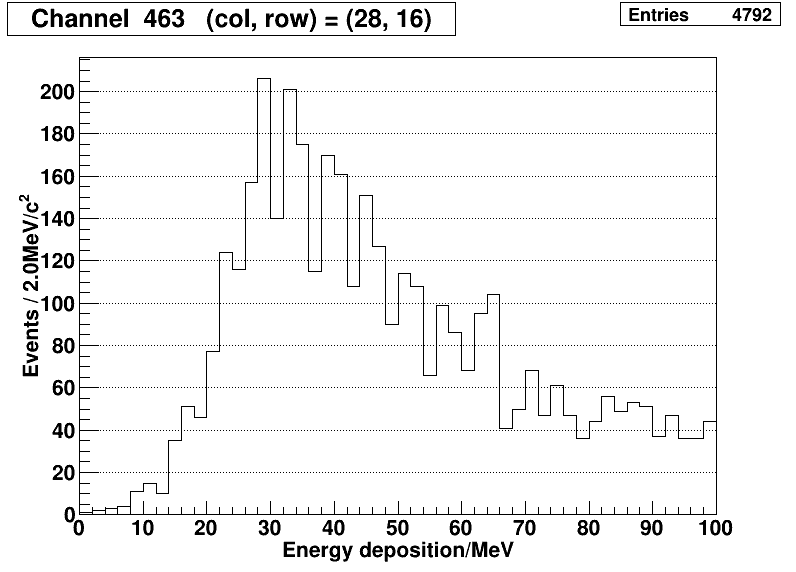 Channel 463 (col, row) = (28, 16)
Entries 4792
Events / 2.0MeV/c²
200
180
160
140
120
100
80
60
40
20
0
0 10 20 30 40 50 60 70 80 90 100
Energy deposition/MeV